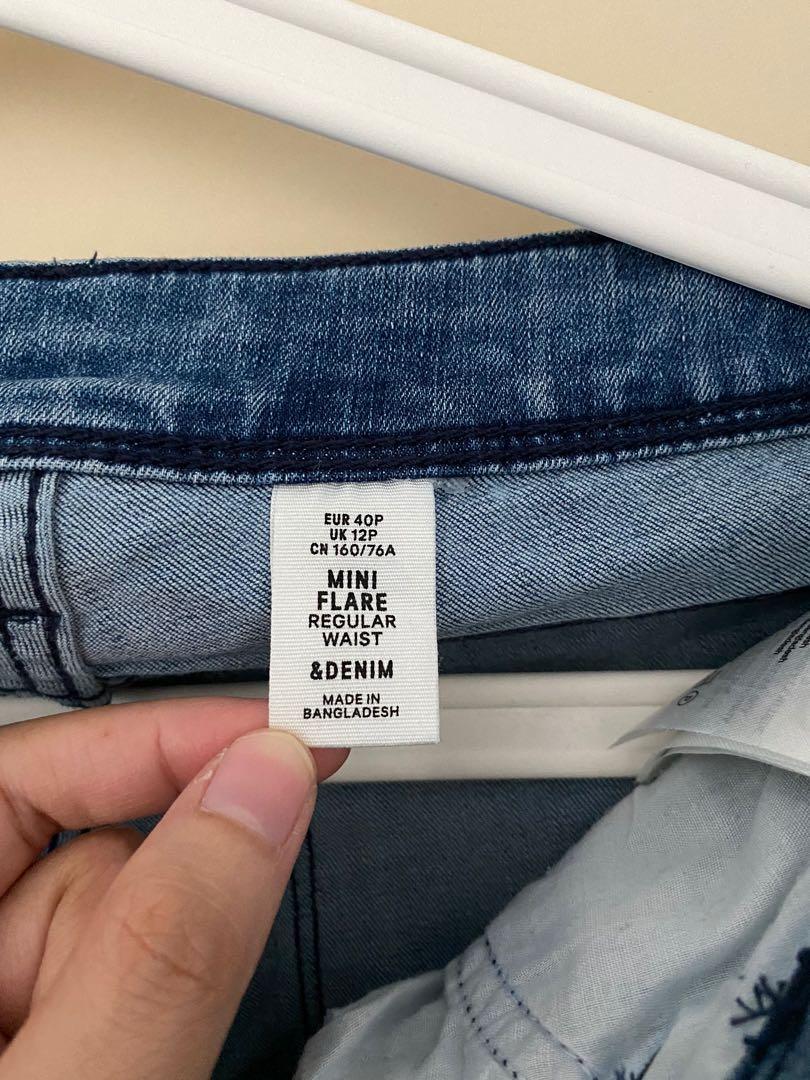 EUR 40P
UK 12P
CN 160/76A
MINI
FLARE
REGULAR
WAIST
&DENIM
MADE IN
BANGLADESH